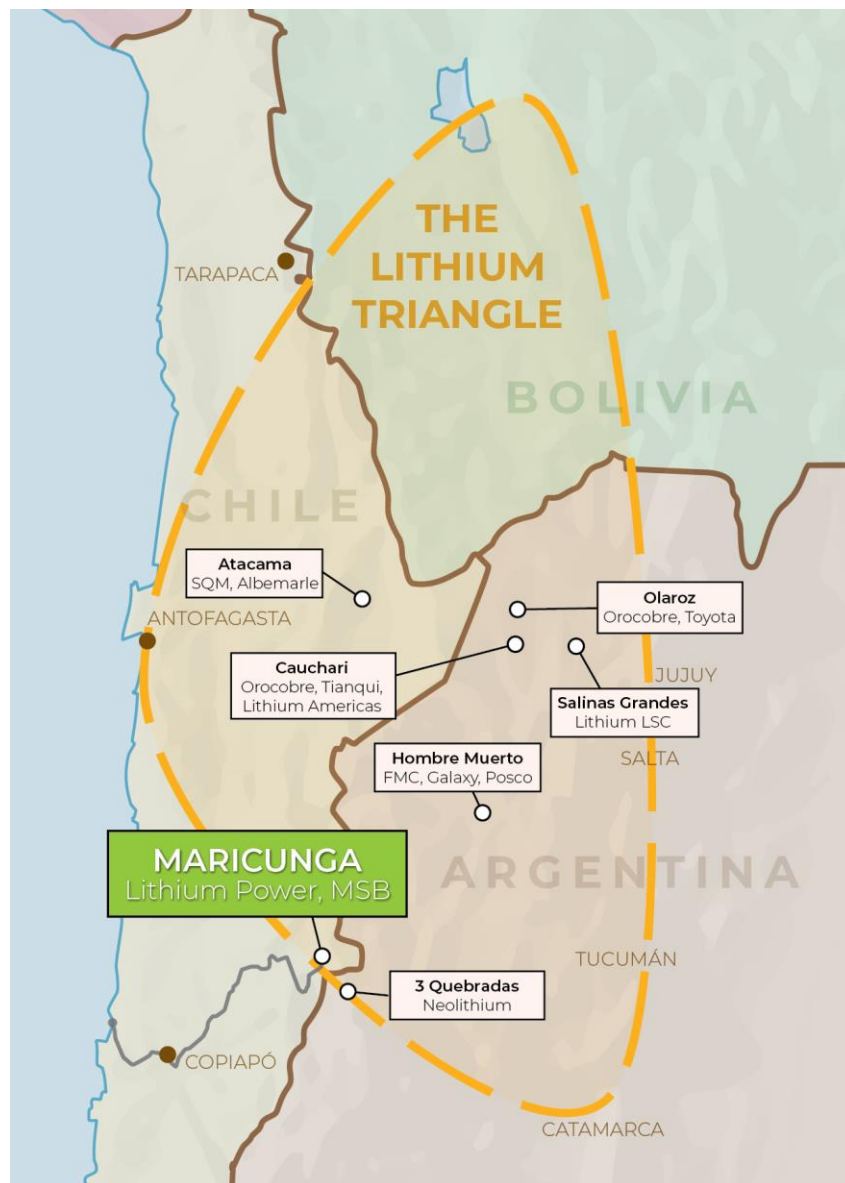 THE
LITHIUM
TRIANGLE
TARAPACA
BOLIVIA
CHILE
Atacama
SQM, Albemarle
Olaroz
Orocobre, Toyota
ANTOFAGASTA
Cauchari
Orocobre, Tianqui,
Lithium Americas
JUJUY
Salinas Grandes
Lithium LSC
SALTA
Hombre Muerto
FMC, Galaxy, Posco
MARICUNGA
Lithium Power, MSB
ARGENTINA
TUCUMÁN
3 Quebradas
Neolithium
COPIAPÓ
CATAMARCA